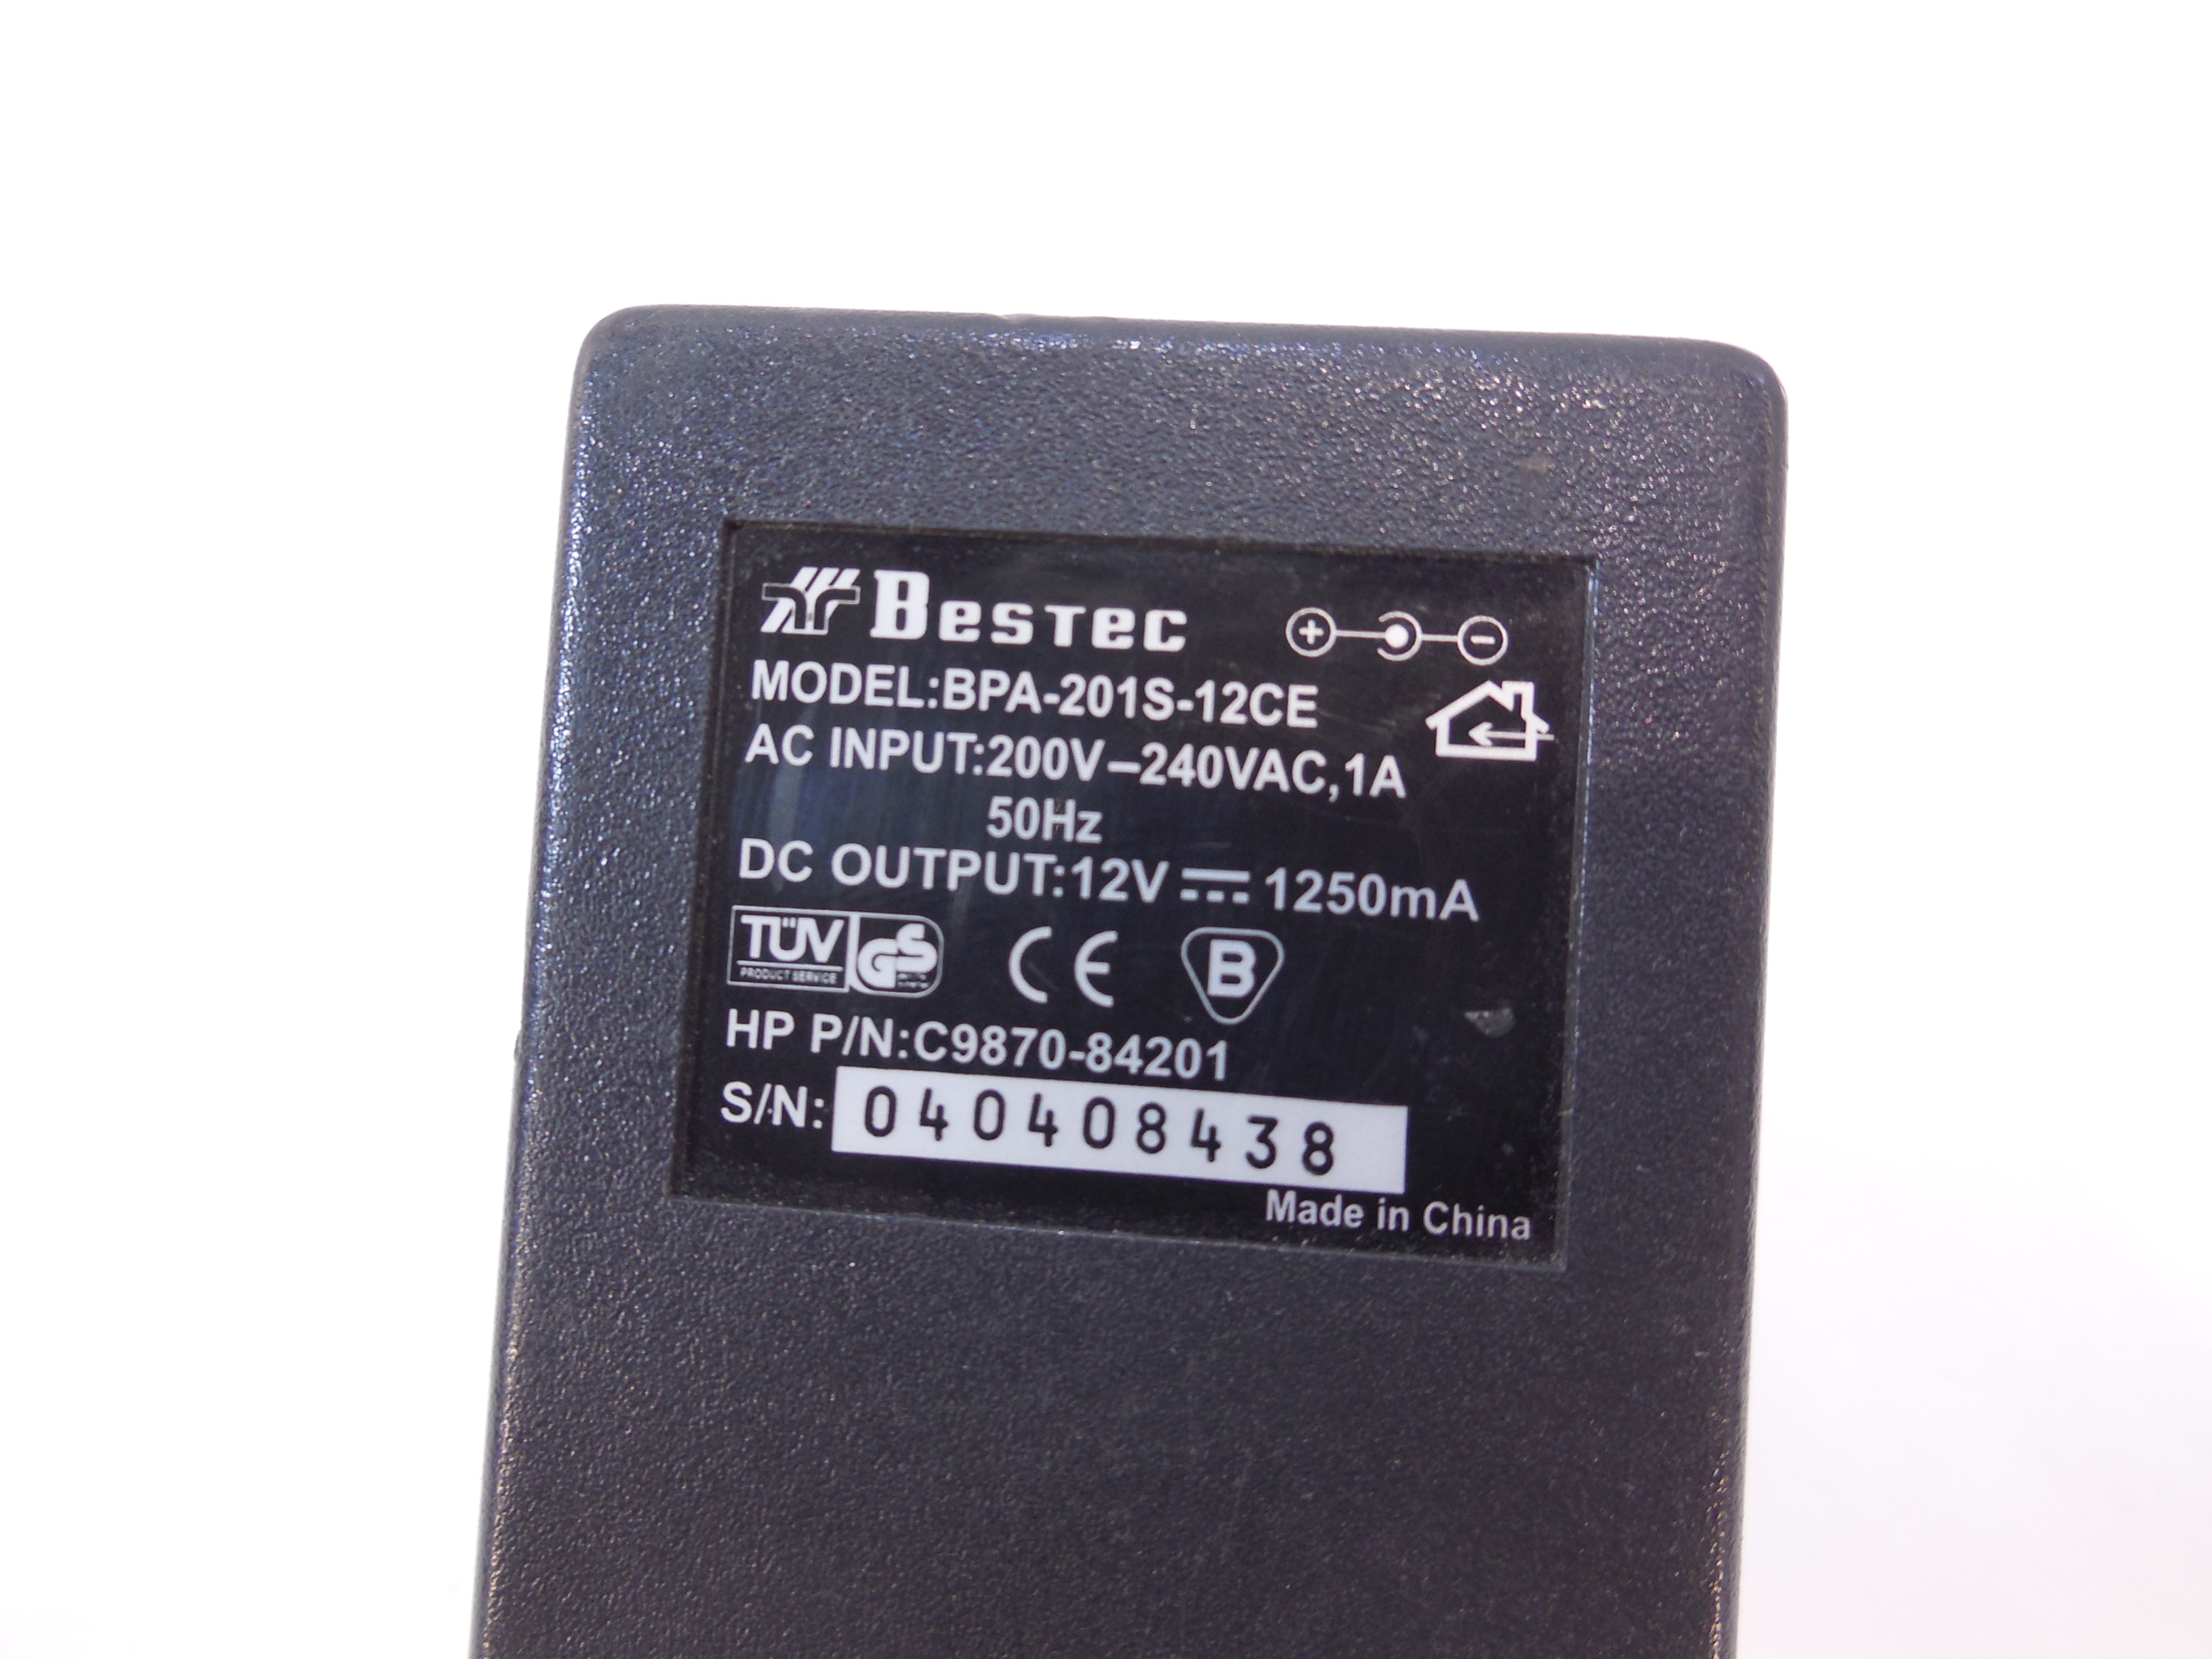 BESTEC
+ -
MODEL:BPA-201S-12CE
AC INPUT:200V–240VAC,1A
50Hz
DC OUTPUT:12V ⎓ 1250mA
TÜV GS CE B
PRODUCT SERVICE
HP P/N:C9870-84201
S/N: 040408438
Made in China